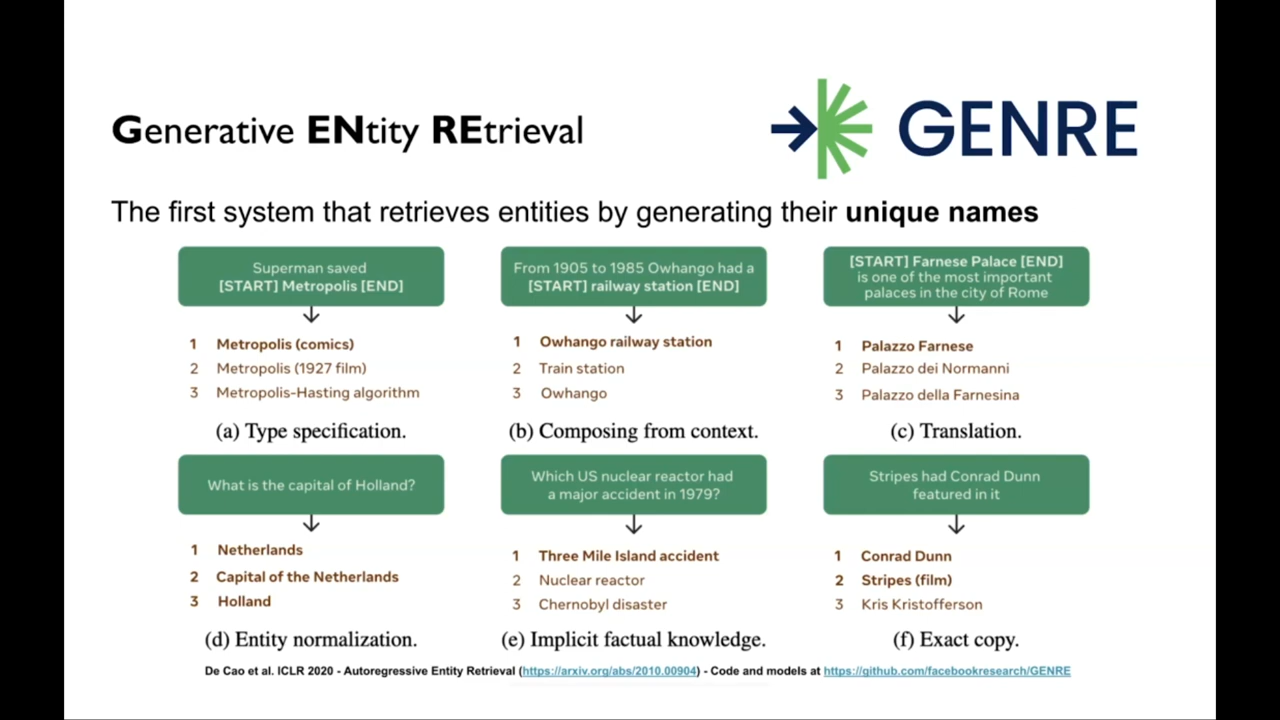 Generative ENtity REtrieval
GENRE
The first system that retrieves entities by generating their unique names
Superman saved
[START] Metropolis [END]
1 Metropolis (comics)
2 Metropolis (1927 film)
3 Metropolis-Hasting algorithm
(a) Type specification.
From 1905 to 1985 Owhango had a
[START] railway station [END]
1 Owhango railway station
2 Train station
3 Owhango
(b) Composing from context.
[START] Farnese Palace [END]
is one of the most important
palaces in the city of Rome
1 Palazzo Farnese
2 Palazzo dei Normanni
3 Palazzo della Farnesina
(c) Translation.
What is the capital of Holland?
1 Netherlands
2 Capital of the Netherlands
3 Holland
(d) Entity normalization.
Which US nuclear reactor had
a major accident in 1979?
1 Three Mile Island accident
2 Nuclear reactor
3 Chernobyl disaster
(e) Implicit factual knowledge.
Stripes had Conrad Dunn
featured in it
1 Conrad Dunn
2 Stripes (film)
3 Kris Kristofferson
(f) Exact copy.
De Cao et al. ICLR 2020 - Autoregressive Entity Retrieval (https://arxiv.org/abs/2010.00904) - Code and models at https://github.com/facebookresearch/GENRE